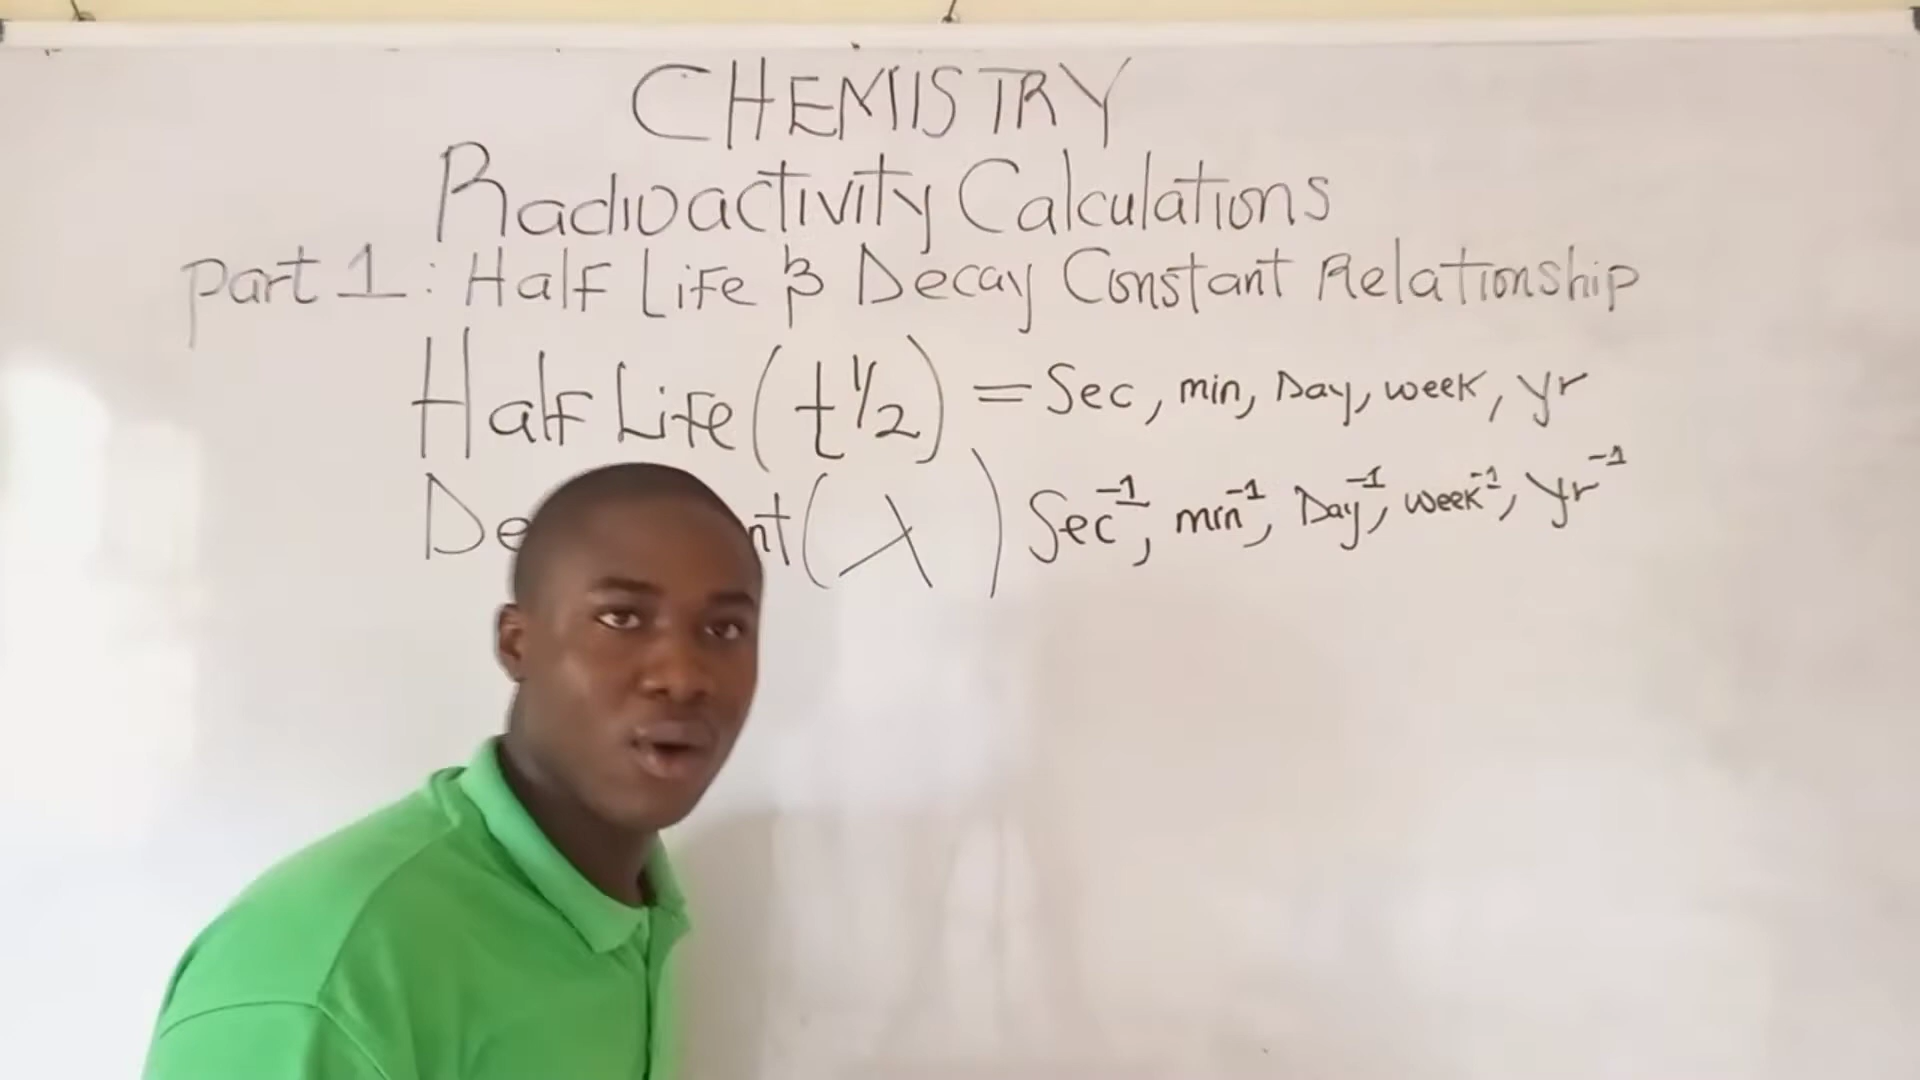 CHEMISTRY
Radioactivity Calculations
Part 1: Half Life & Decay Constant Relationship
Half Life (t½) = Sec, min, Day, week, yr
(λ) Sec⁻¹, min⁻¹, Day⁻¹, week⁻¹, yr⁻¹